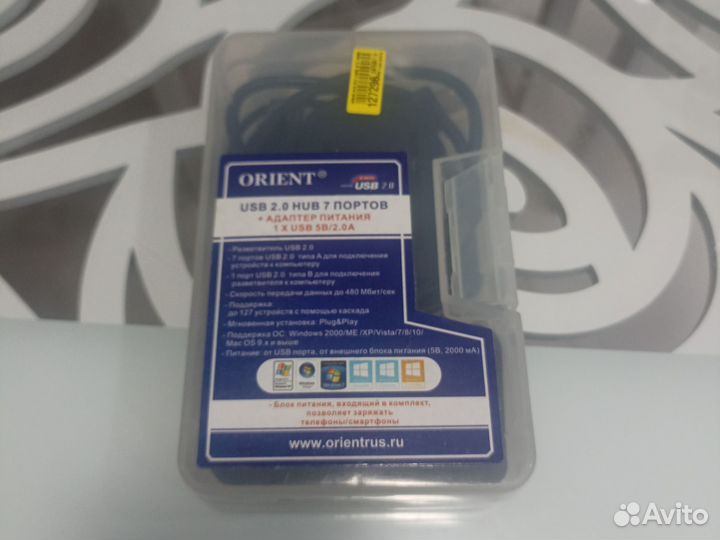 127296
ORIENT®
USB 2.0
USB 2.0 HUB 7 ПОРТОВ
+ АДАПТЕР ПИТАНИЯ
1 X USB 5В/2.0А
- Разветвитель USB 2.0
- 7 портов USB 2.0 типа А для подключения
устройств к компьютеру
- 1 порт USB 2.0 типа В для подключения
разветвителя к компьютеру
- Скорость передачи данных до 480 Мбит/сек
- Поддержка:
до 127 устройств с помощью каскада
- Мгновенная установка: Plug&Play
- Поддержка ОС: Windows 2000/ME /XP/Vista/7/8/10/
Mac OS 9.x и выше
- Питание: от USB порта, от внешнего блока питания (5В, 2000 мА)
- Блок питания, входящий в комплект,
позволяет заряжать
телефоны/смартфоны
www.orientrus.ru
Avito